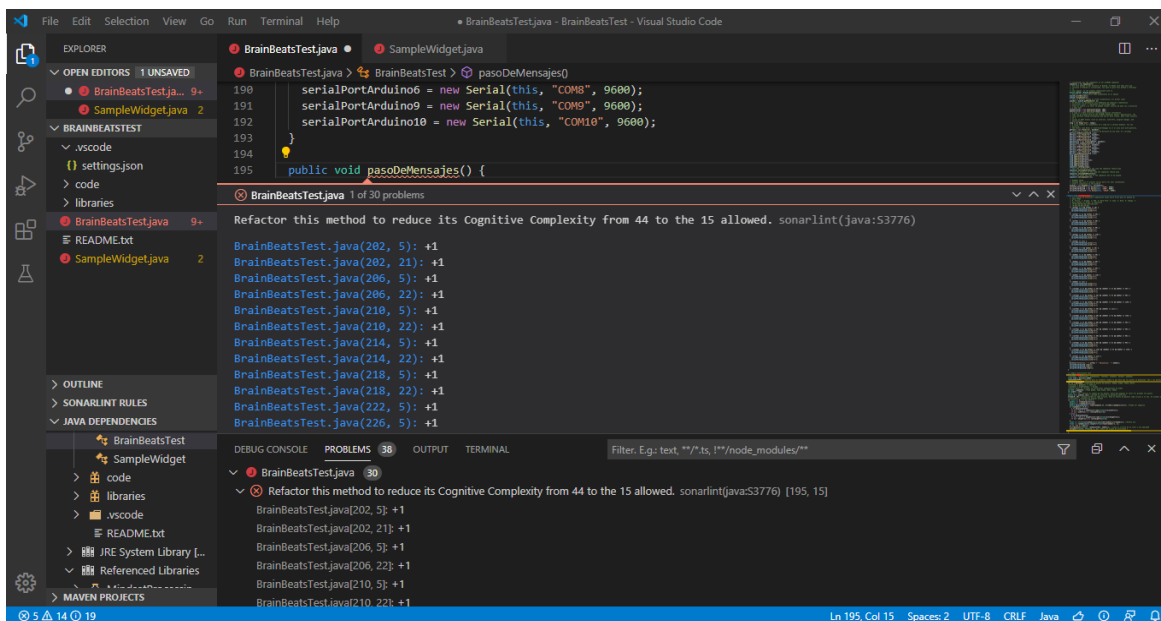 File Edit Selection View Go Run Terminal Help
● BrainBeatsTest.java - BrainBeatsTest - Visual Studio Code
EXPLORER
OPEN EDITORS 1 UNSAVED
● BrainBeatsTest.ja... 9+
SampleWidget.java 2
BRAINBEATSTEST
.vscode
{} settings.json
code
libraries
BrainBeatsTest.java 9+
README.txt
SampleWidget.java 2
OUTLINE
SONARLINT RULES
JAVA DEPENDENCIES
BrainBeatsTest
SampleWidget
code
libraries
.vscode
README.txt
JRE System Library [...
Referenced Libraries
MAVEN PROJECTS
1
BrainBeatsTest.java ●
SampleWidget.java
BrainBeatsTest.java > BrainBeatsTest > pasoDeMensajes()
190 serialPortArduino6 = new Serial(this, "COM8", 9600);
191 serialPortArduino9 = new Serial(this, "COM9", 9600);
192 serialPortArduino10 = new Serial(this, "COM10", 9600);
193 }
194
195 public void pasoDeMensajes() {
BrainBeatsTest.java 1 of 30 problems
Refactor this method to reduce its Cognitive Complexity from 44 to the 15 allowed. sonarlint(java:S3776)
BrainBeatsTest.java(202, 5): +1
BrainBeatsTest.java(202, 21): +1
BrainBeatsTest.java(206, 5): +1
BrainBeatsTest.java(206, 22): +1
BrainBeatsTest.java(210, 5): +1
BrainBeatsTest.java(210, 22): +1
BrainBeatsTest.java(214, 5): +1
BrainBeatsTest.java(214, 22): +1
BrainBeatsTest.java(218, 5): +1
BrainBeatsTest.java(218, 22): +1
BrainBeatsTest.java(222, 5): +1
BrainBeatsTest.java(226, 5): +1
DEBUG CONSOLE PROBLEMS 38 OUTPUT TERMINAL
Filter. E.g.: text, **/*.ts, !**/node_modules/**
BrainBeatsTest.java 30
Refactor this method to reduce its Cognitive Complexity from 44 to the 15 allowed. sonarlint(java:S3776) [195, 15]
BrainBeatsTest.java[202, 5]: +1
BrainBeatsTest.java[202, 21]: +1
BrainBeatsTest.java[206, 5]: +1
BrainBeatsTest.java[206, 22]: +1
BrainBeatsTest.java[210, 5]: +1
BrainBeatsTest.java[210, 22]: +1
5 14 19
Ln 195, Col 15 Spaces: 2 UTF-8 CRLF Java